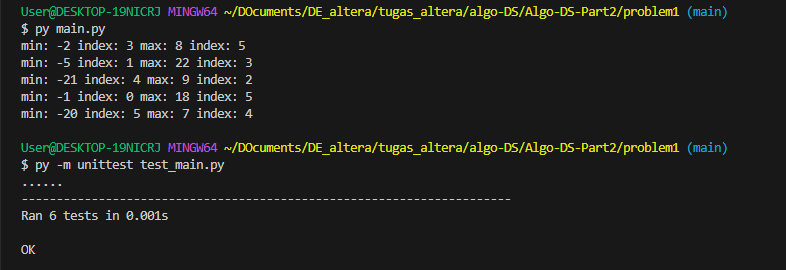 User@DESKTOP-19NICRJ MINGW64 ~/DOcuments/DE_altera/tugas_altera/algo-DS/Algo-DS-Part2/problem1 (main)
$ py main.py
min: -2 index: 3 max: 8 index: 5
min: -5 index: 1 max: 22 index: 3
min: -21 index: 4 max: 9 index: 2
min: -1 index: 0 max: 18 index: 5
min: -20 index: 5 max: 7 index: 4
User@DESKTOP-19NICRJ MINGW64 ~/DOcuments/DE_altera/tugas_altera/algo-DS/Algo-DS-Part2/problem1 (main)
$ py -m unittest test_main.py
......
----------------------------------------------------------------------
Ran 6 tests in 0.001s
OK